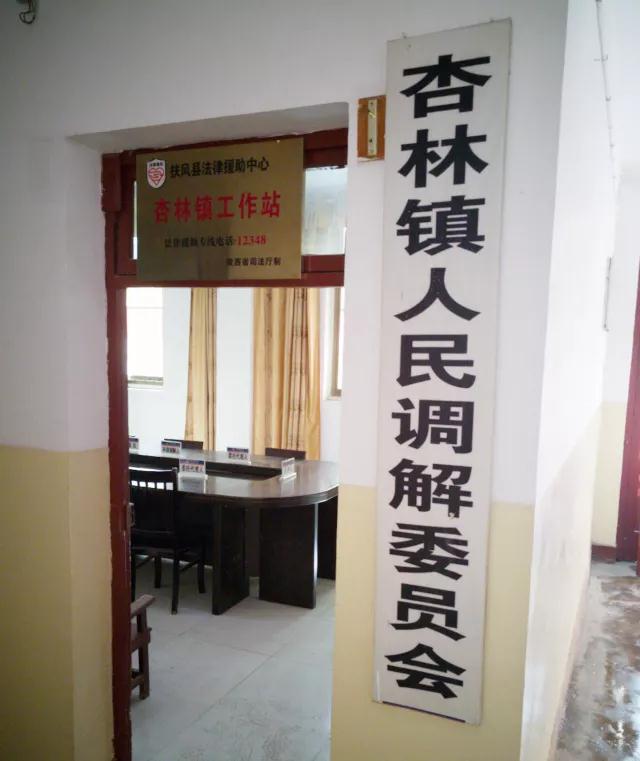 扶风县法律援助中心
杏林镇工作站
法律援助专线电话:12348
陕西省司法厅制
杏林镇人民调解委员会